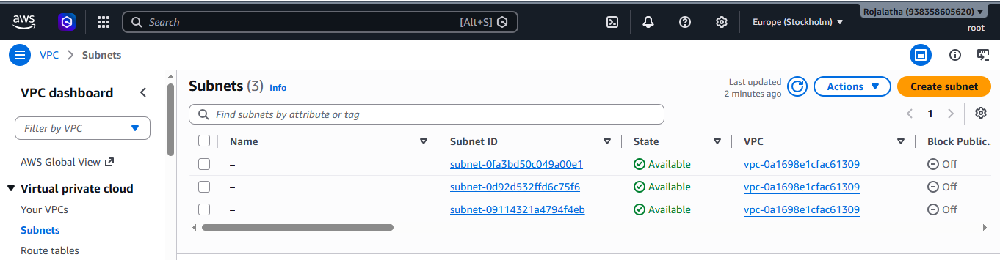 Rojalatha (938358605620)
aws
Search
[Alt+S]
Europe (Stockholm)
root
VPC
Subnets
VPC dashboard
Filter by VPC
AWS Global View
Virtual private cloud
Your VPCs
Subnets
Route tables
Subnets (3) Info
Last updated
2 minutes ago
Actions
Create subnet
Find subnets by attribute or tag
1
Name Subnet ID State VPC Block Public..
– subnet-0fa3bd50c049a00e1 Available vpc-0a1698e1cfac61309 Off
– subnet-0d92d532ffd6c75f6 Available vpc-0a1698e1cfac61309 Off
– subnet-09114321a4794f4eb Available vpc-0a1698e1cfac61309 Off